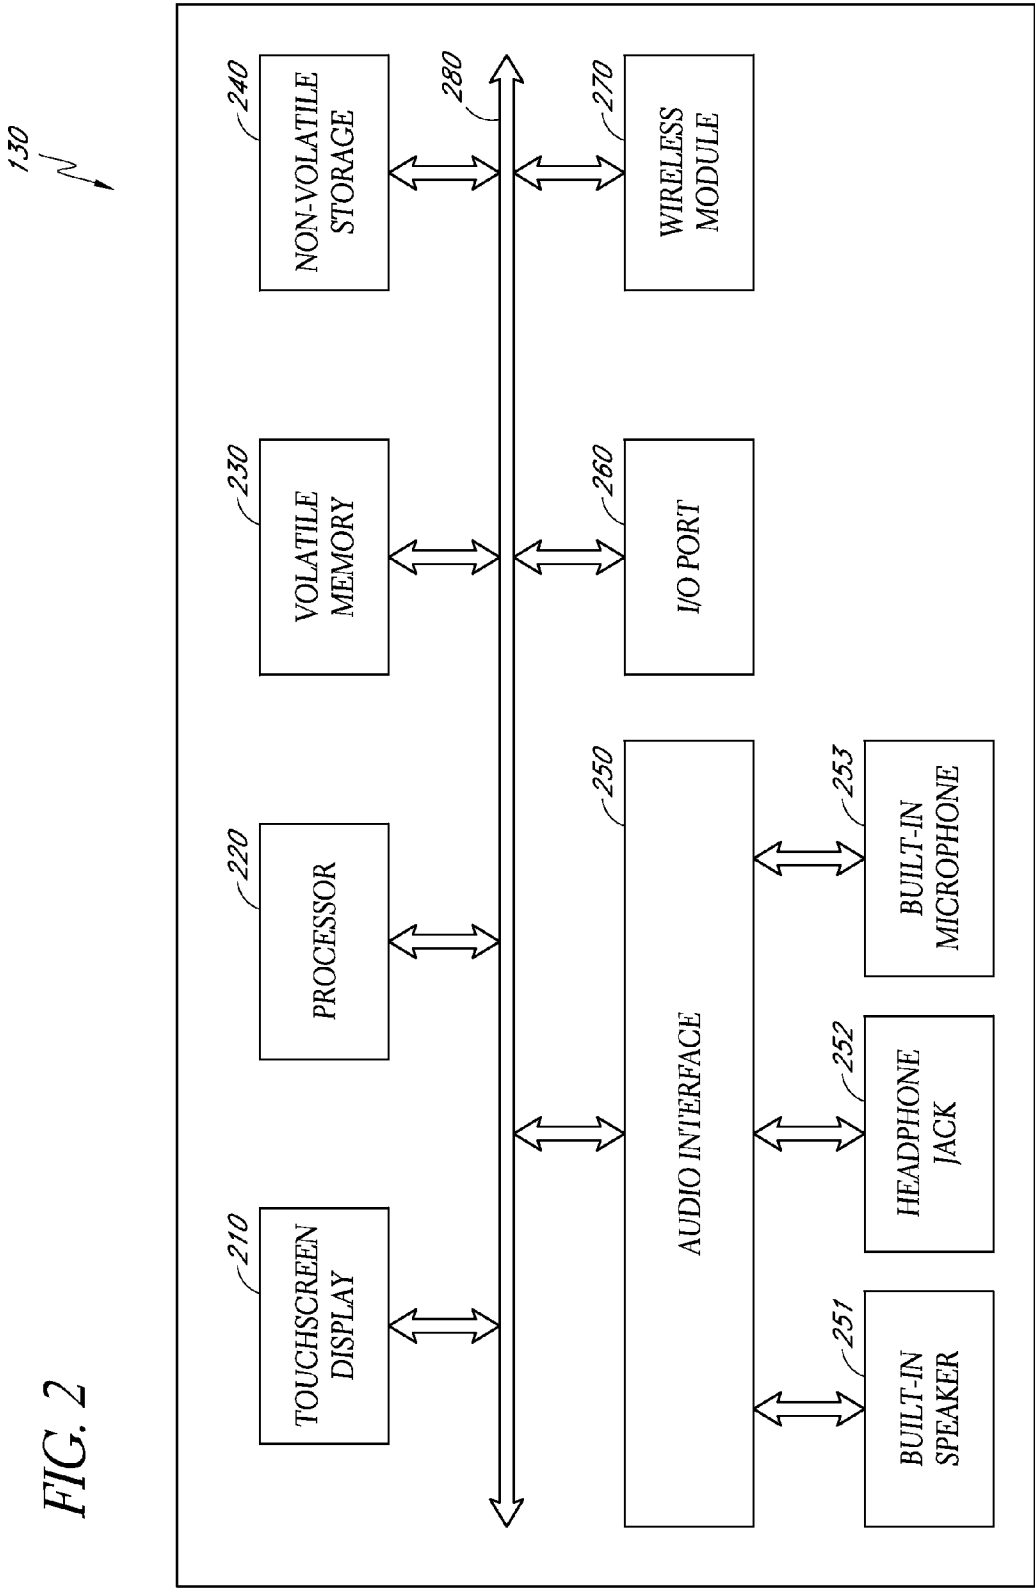 FIG. 2
130
210
TOUCHSCREEN
DISPLAY
220
PROCESSOR
230
VOLATILE
MEMORY
240
NON-VOLATILE
STORAGE
280
250
AUDIO INTERFACE
260
I/O PORT
270
WIRELESS
MODULE
251
BUILT-IN
SPEAKER
252
HEADPHONE
JACK
253
BUILT-IN
MICROPHONE